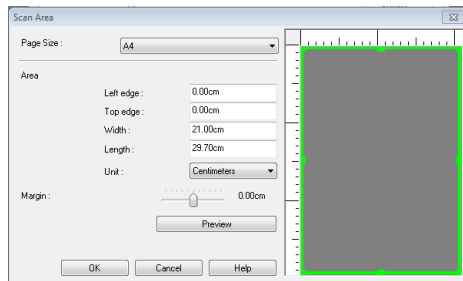 Scan Area
Page Size : A4
Area
Left edge : 0.00cm
Top edge : 0.00cm
Width : 21.00cm
Length : 29.70cm
Unit : Centimeters
Margin : 0.00cm
Preview
OK Cancel Help